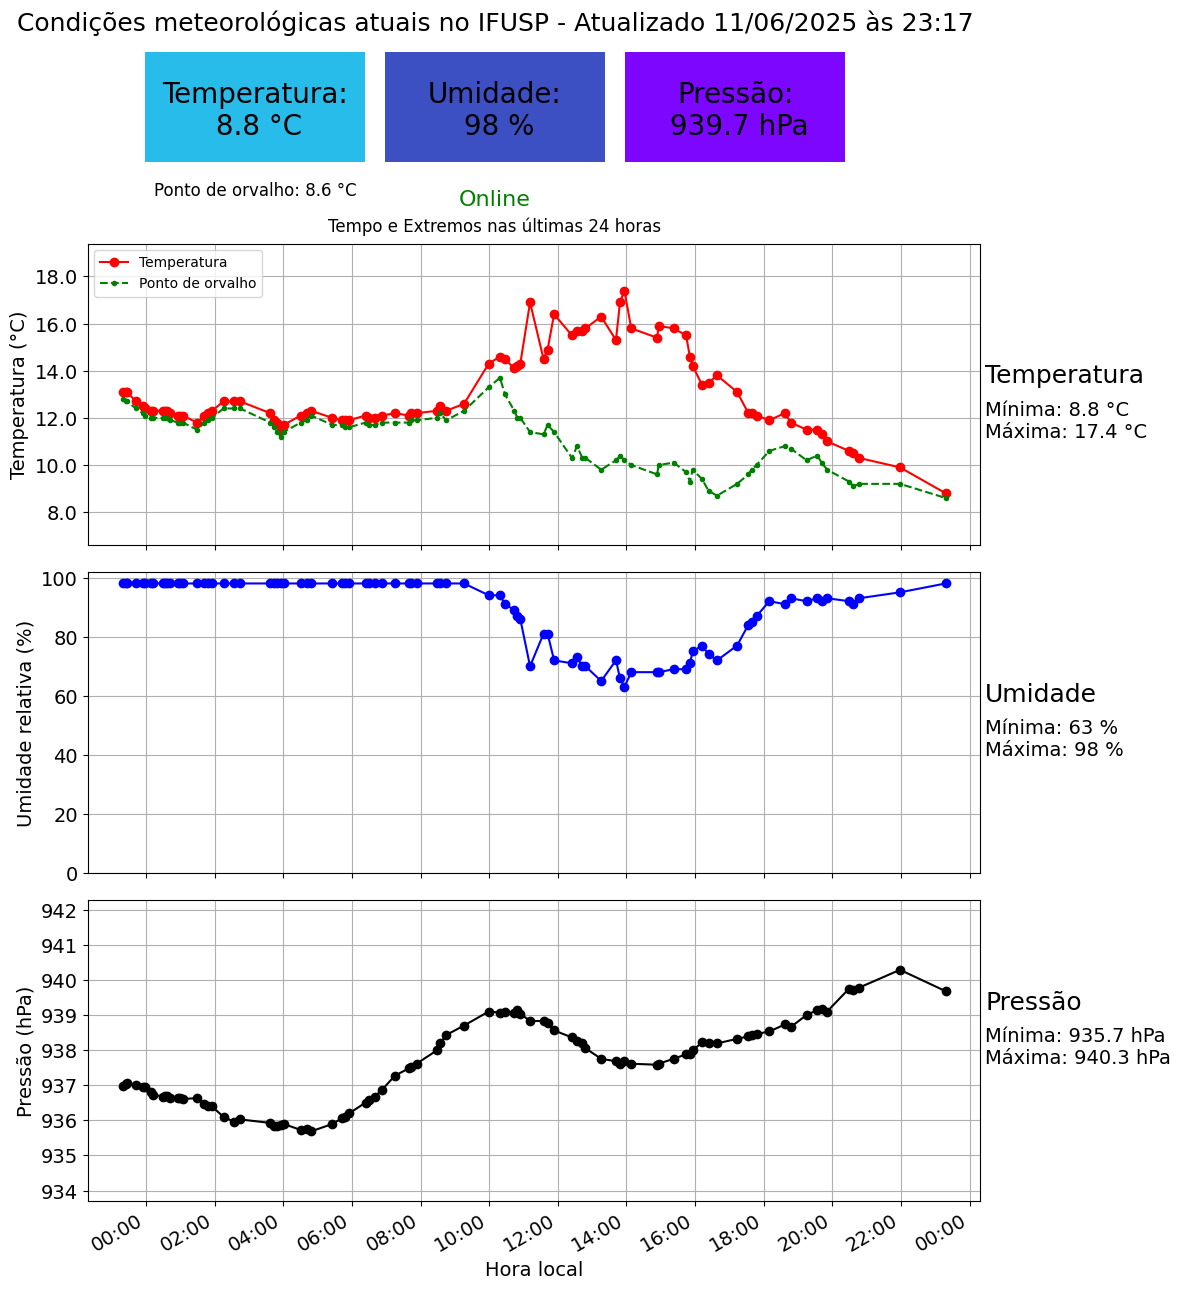 Condições meteorológicas atuais no IFUSP - Atualizado 11/06/2025 às 23:17
Temperatura:
8.8 °C
Umidade:
98 %
Pressão:
939.7 hPa
Ponto de orvalho: 8.6 °C
Online
Tempo e Extremos nas últimas 24 horas
Temperatura
Ponto de orvalho
Temperatura (°C)
18.0
16.0
14.0
12.0
10.0
8.0
Temperatura
Mínima: 8.8 °C
Máxima: 17.4 °C
Umidade relativa (%)
100
80
60
40
20
0
Umidade
Mínima: 63 %
Máxima: 98 %
Pressão (hPa)
942
941
940
939
938
937
936
935
934
Pressão
Mínima: 935.7 hPa
Máxima: 940.3 hPa
00:00 02:00 04:00 06:00 08:00 10:00 12:00 14:00 16:00 18:00 20:00 22:00 00:00
Hora local